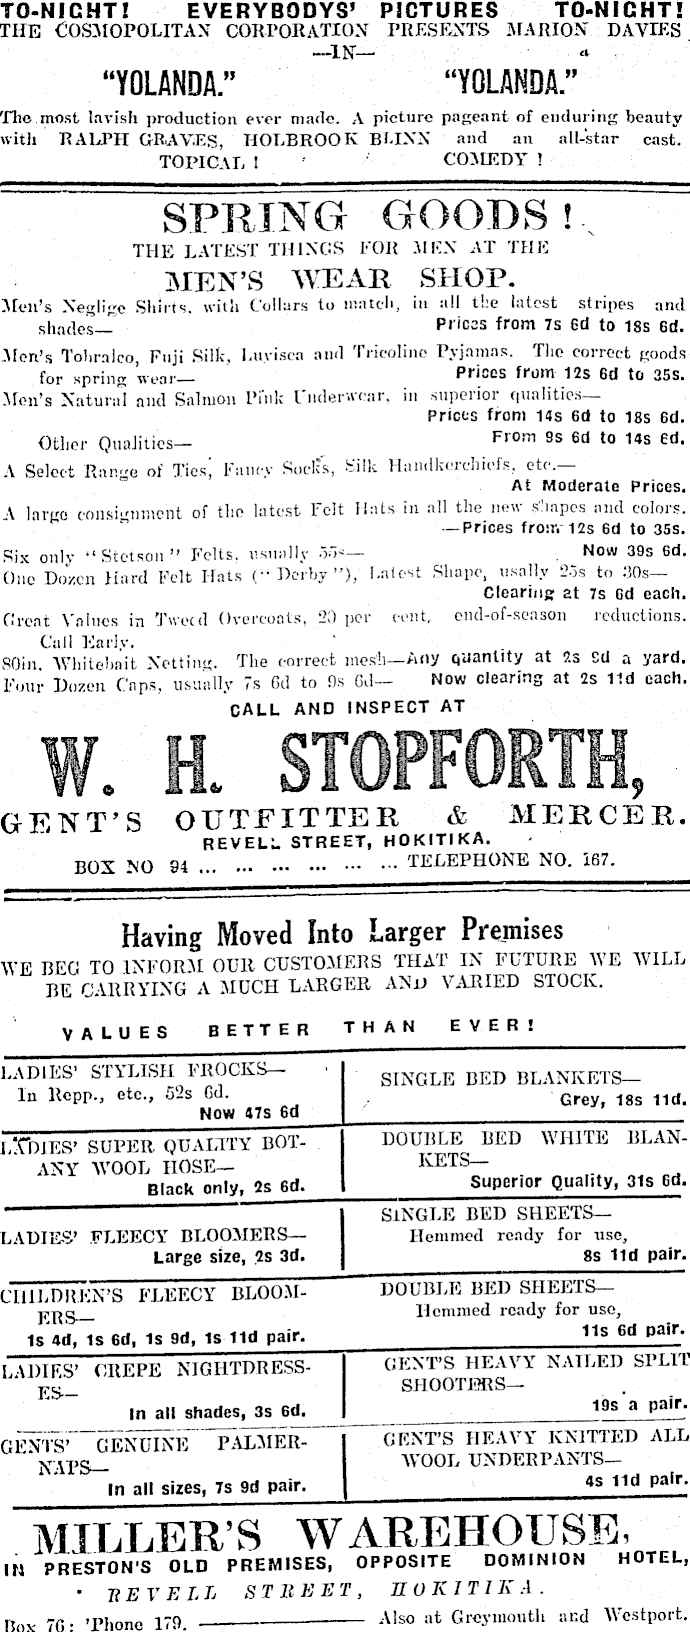 TO-NIGHT! EVERYBODYS' PICTURES TO-NIGHT!
THE COSMOPOLITAN CORPORATION PRESENTS MARION DAVIES
—IN—
"YOLANDA." "YOLANDA."
The most lavish production ever made. A picture pageant of enduring beauty
with RALPH GRAVES, HOLBROOK BLINN and an all-star cast.
TOPICAL! COMEDY!
SPRING GOODS!
THE LATEST THINGS FOR MEN AT THE
MEN'S WEAR SHOP.
Men's Neglige Shirts, with Collars to match, in all the latest stripes and
shades— Prices from 7s 6d to 18s 6d.
Men's Tobralco, Fuji Silk, Luvisca and Tricoline Pyjamas. The correct goods
for spring wear— Prices from 12s 6d to 35s.
Men's Natural and Salmon Pink Underwear, in superior qualities—
Prices from 14s 6d to 18s 6d.
Other Qualities— From 9s 6d to 14s 6d.
A Select Range of Ties, Fancy Socks, Silk Handkerchiefs, etc.—
At Moderate Prices.
A large consignment of the latest Felt Hats in all the new shapes and colors.
—Prices from 12s 6d to 35s.
Six only "Stetson" Felts, usually 55s— Now 39s 6d.
One Dozen Hard Felt Hats ("Derby"), Latest Shape, usally 25s to 30s—
Clearing at 7s 6d each.
Great Values in Tweed Overcoats, 20 per cent. end-of-season reductions.
Call Early.
80in. Whitebait Netting. The correct mesh—Any quantity at 2s 9d a yard.
Four Dozen Caps, usually 7s 6d to 9s 6d— Now clearing at 2s 11d each.
CALL AND INSPECT AT
W. H. STOPFORTH,
GENT'S OUTFITTER & MERCER.
REVELL STREET, HOKITIKA.
BOX NO 94 ... ... ... ... ... ... TELEPHONE NO. 167.
Having Moved Into Larger Premises
WE BEG TO INFORM OUR CUSTOMERS THAT IN FUTURE WE WILL
BE CARRYING A MUCH LARGER AND VARIED STOCK.
VALUES BETTER THAN EVER!
LADIES' STYLISH FROCKS—
In Repp., etc., 52s 6d.
Now 47s 6d
SINGLE BED BLANKETS—
Grey, 18s 11d.
LADIES' SUPER QUALITY BOT-
ANY WOOL HOSE—
Black only, 2s 6d.
DOUBLE BED WHITE BLAN-
KETS—
Superior Quality, 31s 6d.
LADIES' FLEECY BLOOMERS—
Large size, 2s 3d.
SINGLE BED SHEETS—
Hemmed ready for use,
8s 11d pair.
CHILDREN'S FLEECY BLOOM-
ERS—
1s 4d, 1s 6d, 1s 9d, 1s 11d pair.
DOUBLE BED SHEETS—
Hemmed ready for use,
11s 6d pair.
LADIES' CREPE NIGHTDRESS-
ES—
In all shades, 3s 6d.
GENT'S HEAVY NAILED SPLIT
SHOOTERS—
19s a pair.
GENTS' GENUINE PALMER-
NAPS—
In all sizes, 7s 9d pair.
GENT'S HEAVY KNITTED ALL
WOOL UNDERPANTS—
4s 11d pair.
MILLER'S WAREHOUSE,
IN PRESTON'S OLD PREMISES, OPPOSITE DOMINION HOTEL,
REVELL STREET, HOKITIKA.
Box 76: 'Phone 179. ——— Also at Greymouth and Westport.